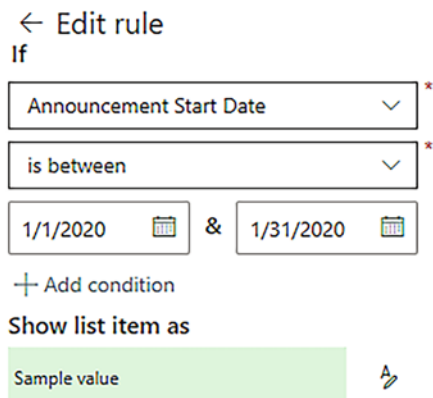 ← Edit rule
If
Announcement Start Date *
is between *
1/1/2020 & 1/31/2020
+ Add condition
Show list item as
Sample value